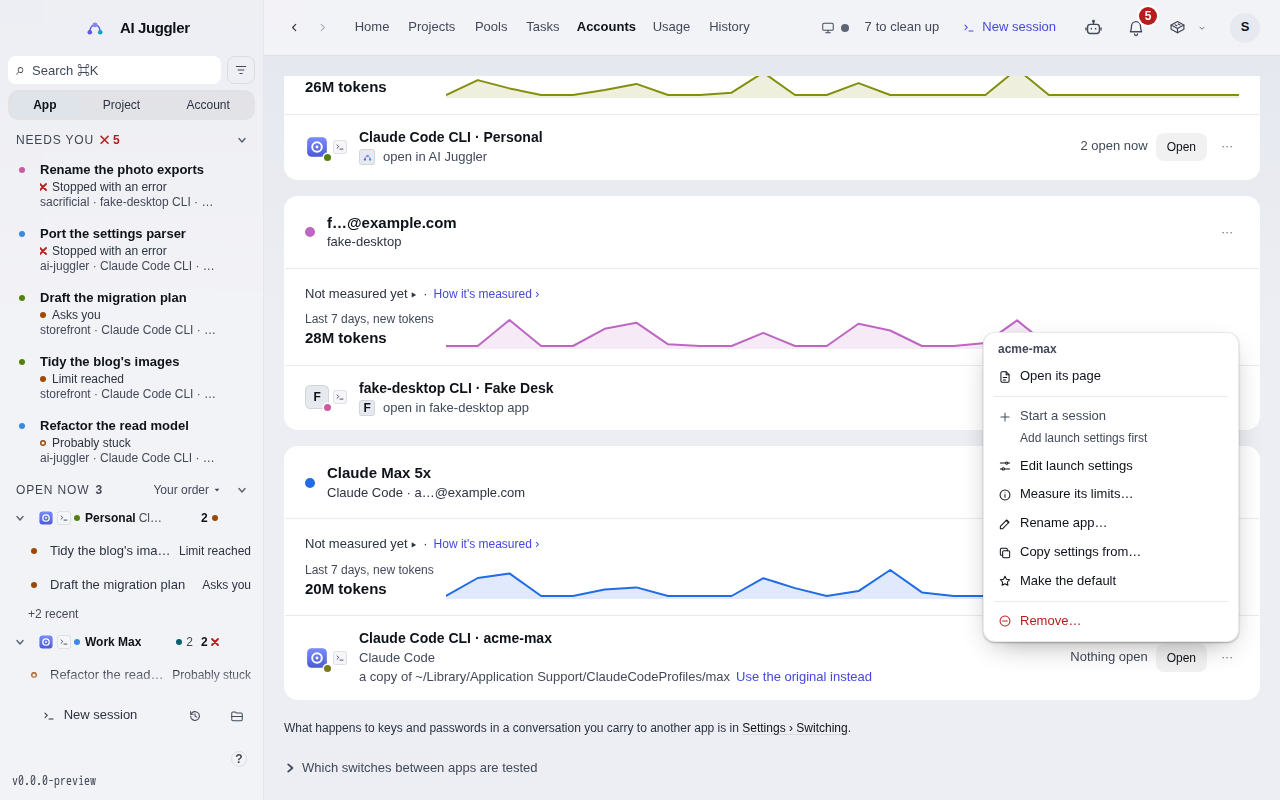 AI Juggler
Search ⌘K
App Project Account
NEEDS YOU 5
Rename the photo exports
Stopped with an error
sacrificial · fake-desktop CLI · …
Port the settings parser
Stopped with an error
ai-juggler · Claude Code CLI · …
Draft the migration plan
Asks you
storefront · Claude Code CLI · …
Tidy the blog's images
Limit reached
storefront · Claude Code CLI · …
Refactor the read model
Probably stuck
ai-juggler · Claude Code CLI · …
OPEN NOW 3 Your order
Personal Cl… 2
Tidy the blog's ima… Limit reached
Draft the migration plan Asks you
+2 recent
Work Max 2 2
Refactor the read… Probably stuck
New session
?
v0.0.0-preview
Home Projects Pools Tasks Accounts Usage History 7 to clean up New session 5 S
26M tokens
Claude Code CLI · Personal
open in AI Juggler
2 open now Open ···
f…@example.com
fake-desktop
···
Not measured yet ▸ · How it's measured ›
Last 7 days, new tokens
28M tokens
F
fake-desktop CLI · Fake Desk
F open in fake-desktop app
Claude Max 5x
Claude Code · a…@example.com
Not measured yet ▸ · How it's measured ›
Last 7 days, new tokens
20M tokens
Claude Code CLI · acme-max
Claude Code
a copy of ~/Library/Application Support/ClaudeCodeProfiles/max Use the original instead
Nothing open Open ···
acme-max
Open its page
Start a session
Add launch settings first
Edit launch settings
Measure its limits…
Rename app…
Copy settings from…
Make the default
Remove…
What happens to keys and passwords in a conversation you carry to another app is in Settings › Switching.
Which switches between apps are tested